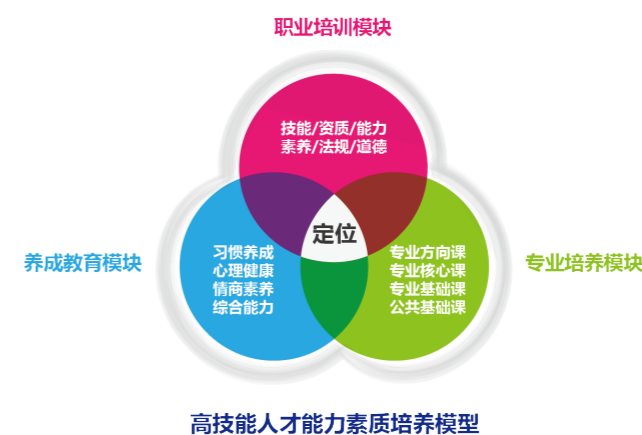 职业培训模块
技能/资质/能力
素养/法规/道德
定位
养成教育模块
习惯养成
心理健康
情商素养
综合能力
专业方向课
专业核心课
专业基础课
公共基础课
专业培养模块
高技能人才能力素质培养模型